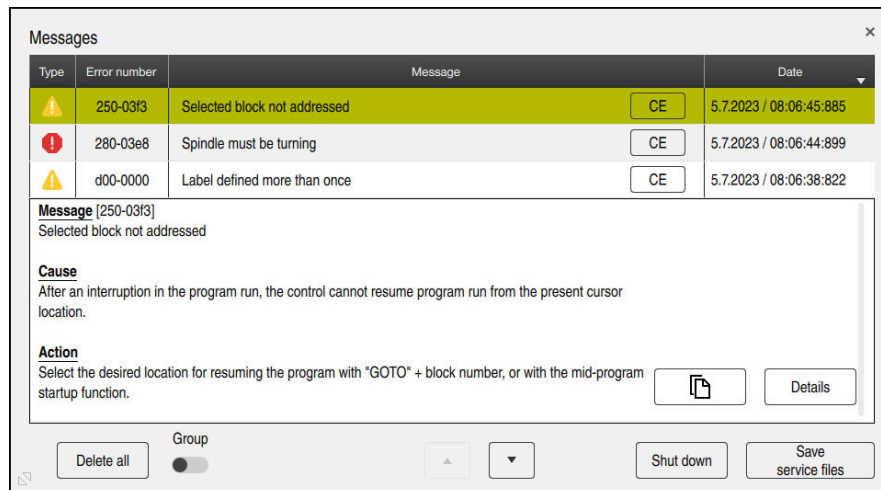 Messages
Type Error number Message Date
250-03f3 Selected block not addressed CE 5.7.2023 / 08:06:45:885
280-03e8 Spindle must be turning CE 5.7.2023 / 08:06:44:899
d00-0000 Label defined more than once CE 5.7.2023 / 08:06:38:822
Message [250-03f3]
Selected block not addressed
Cause
After an interruption in the program run, the control cannot resume program run from the present cursor
location.
Action
Select the desired location for resuming the program with "GOTO" + block number, or with the mid-program
startup function.
Details
Group
Delete all Shut down Save
service files